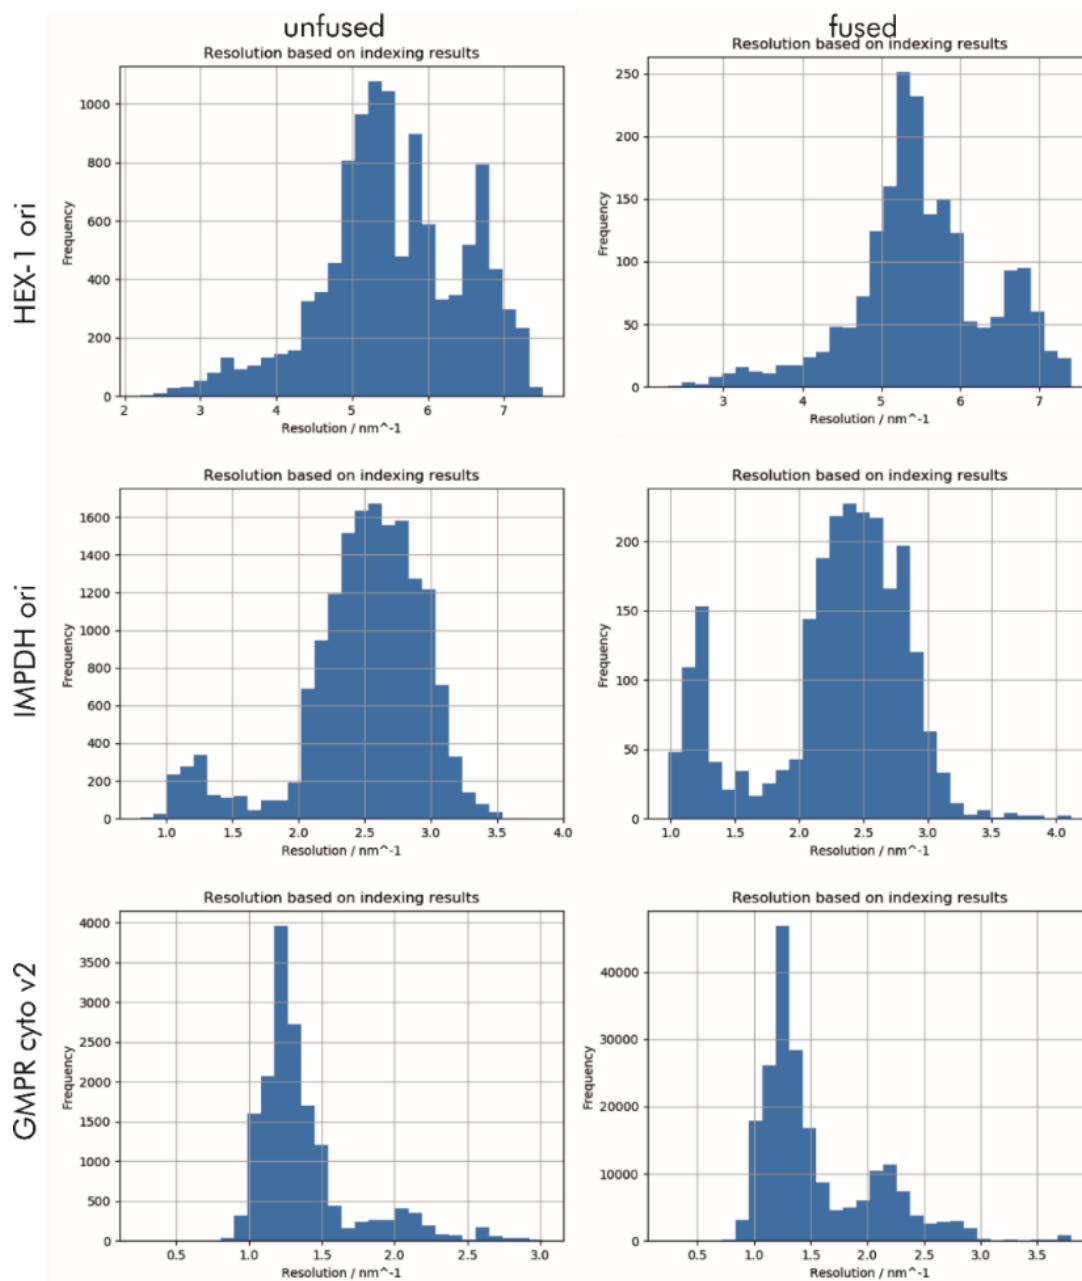 unfused
fused
HEX-1 ori
Resolution based on indexing results
Frequency
1000
800
600
400
200
0
2 3 4 5 6 7
Resolution / nm^-1
Resolution based on indexing results
Frequency
250
200
150
100
50
0
3 4 5 6 7
Resolution / nm^-1
IMPDH ori
Resolution based on indexing results
Frequency
1600
1400
1200
1000
800
600
400
200
0
1.0 1.5 2.0 2.5 3.0 3.5 4.0
Resolution / nm^-1
Resolution based on indexing results
Frequency
200
150
100
50
0
1.0 1.5 2.0 2.5 3.0 3.5 4.0
Resolution / nm^-1
GMPR cyto v2
Resolution based on indexing results
Frequency
4000
3500
3000
2500
2000
1500
1000
500
0
0.5 1.0 1.5 2.0 2.5 3.0
Resolution / nm^-1
Resolution based on indexing results
Frequency
40000
30000
20000
10000
0
0.5 1.0 1.5 2.0 2.5 3.0 3.5
Resolution / nm^-1